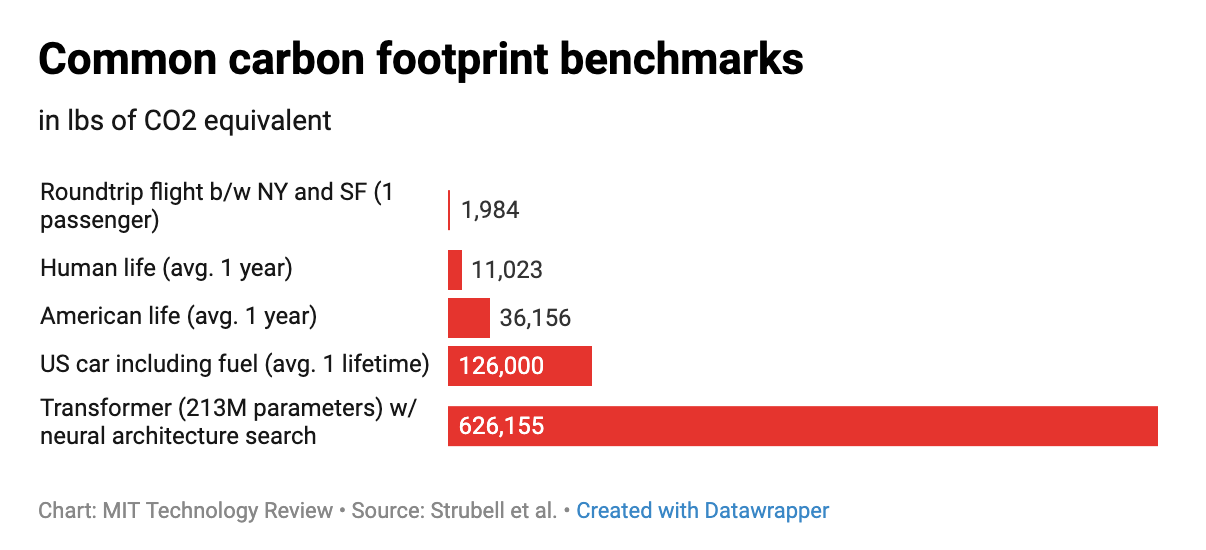 Common carbon footprint benchmarks
in lbs of CO2 equivalent
Roundtrip flight b/w NY and SF (1
passenger)
1,984
Human life (avg. 1 year)
11,023
American life (avg. 1 year)
36,156
US car including fuel (avg. 1 lifetime)
126,000
Transformer (213M parameters) w/
neural architecture search
626,155
Chart: MIT Technology Review • Source: Strubell et al. • Created with Datawrapper